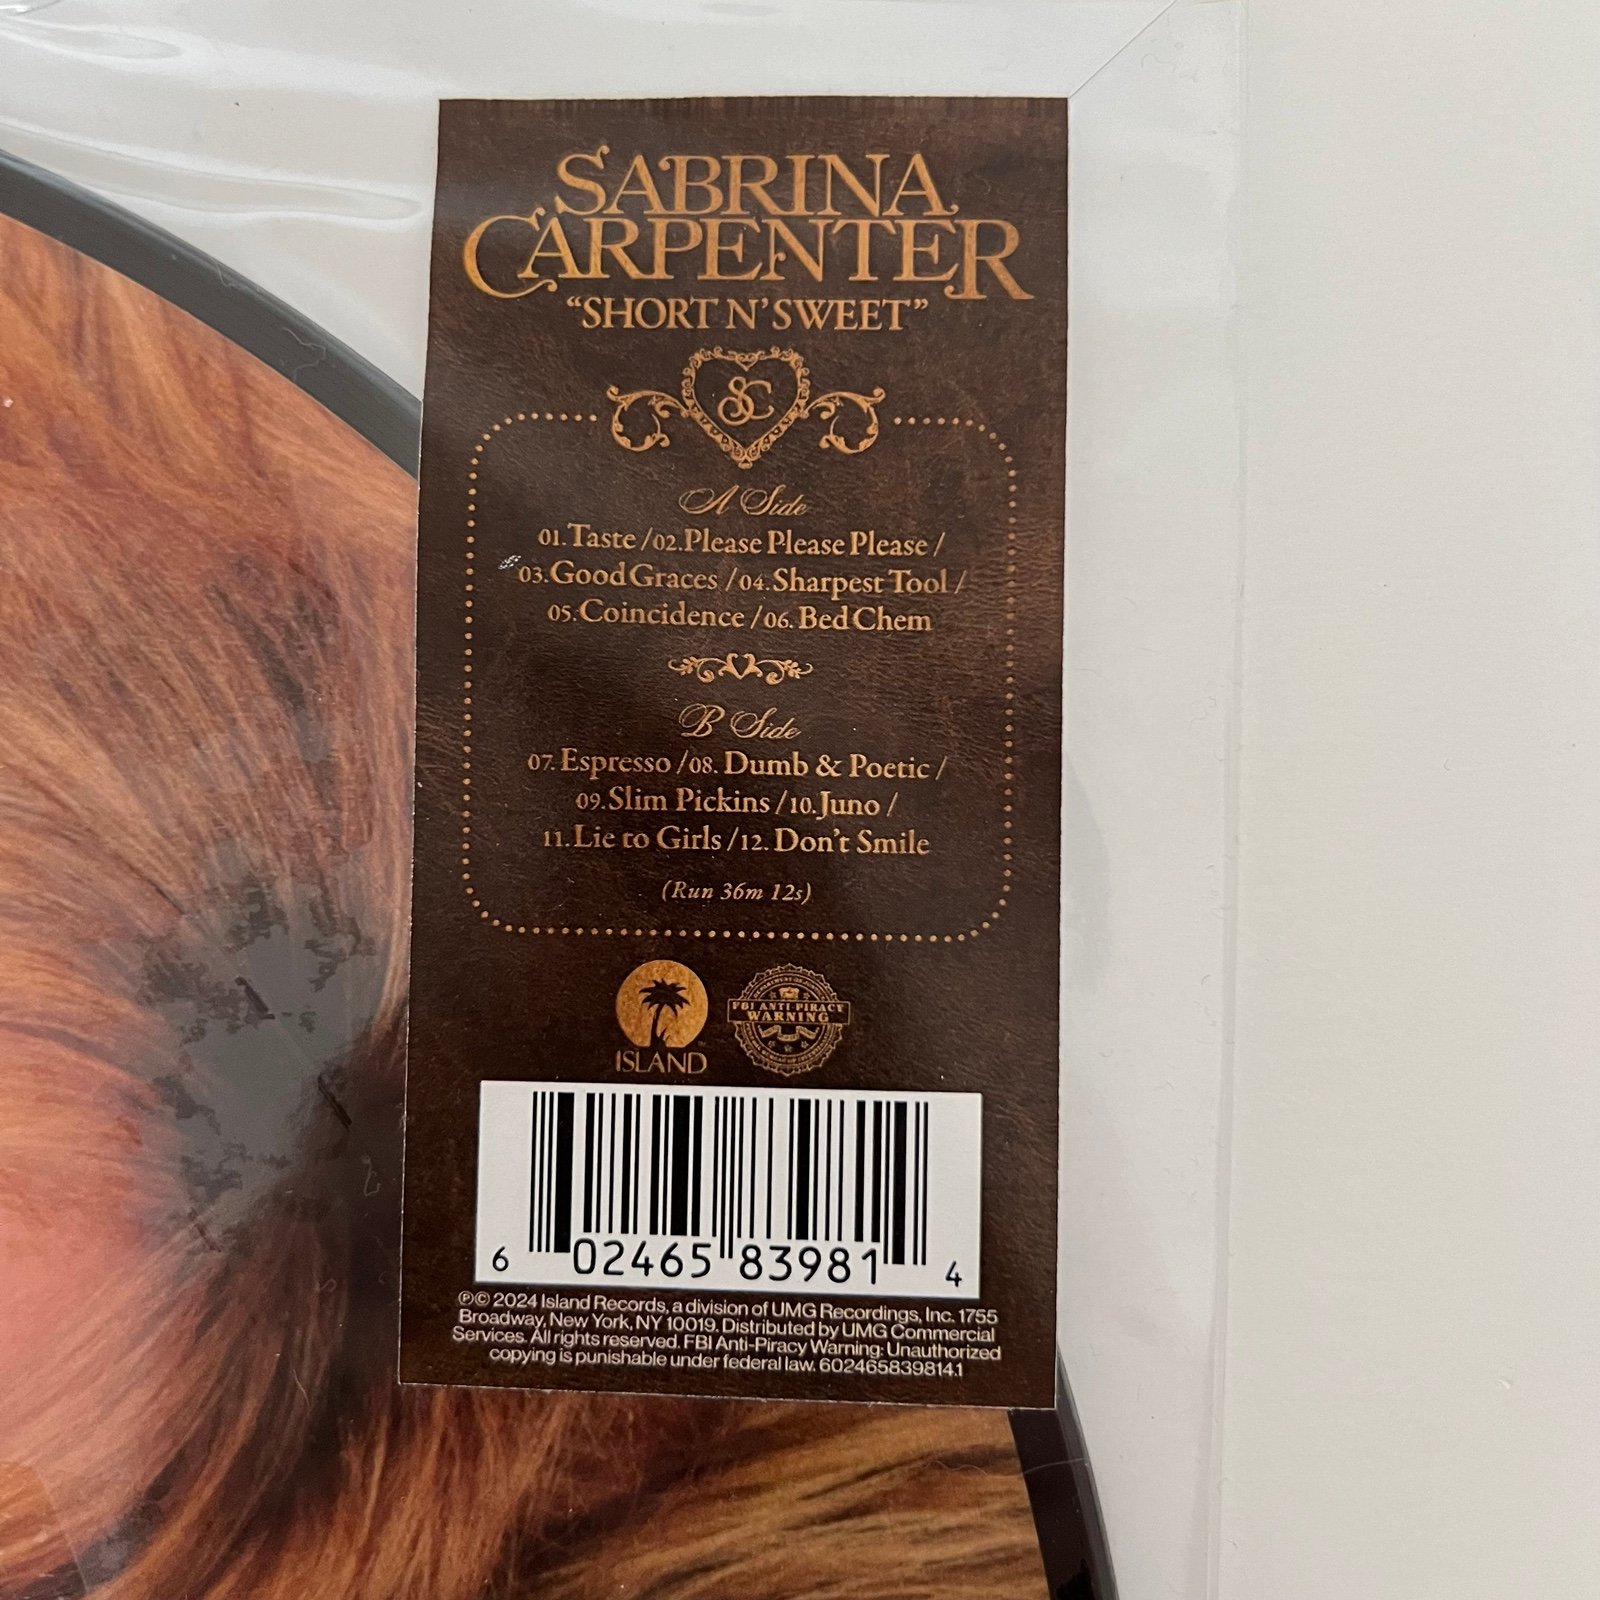 SABRINA
CARPENTER
“SHORT N’ SWEET”
SC
A Side
01. Taste / 02. Please Please Please /
03. Good Graces / 04. Sharpest Tool /
05. Coincidence / 06. Bed Chem
B Side
07. Espresso / 08. Dumb & Poetic /
09. Slim Pickins / 10. Juno /
11. Lie to Girls / 12. Don't Smile
(Run 36m 12s)
ISLAND
FBI ANTI-PIRACY
WARNING
6 02465 83981 4
℗© 2024 Island Records, a division of UMG Recordings, Inc. 1755
Broadway, New York, NY 10019. Distributed by UMG Commercial
Services. All rights reserved. FBI Anti-Piracy Warning: Unauthorized
copying is punishable under federal law. 602465839814.1